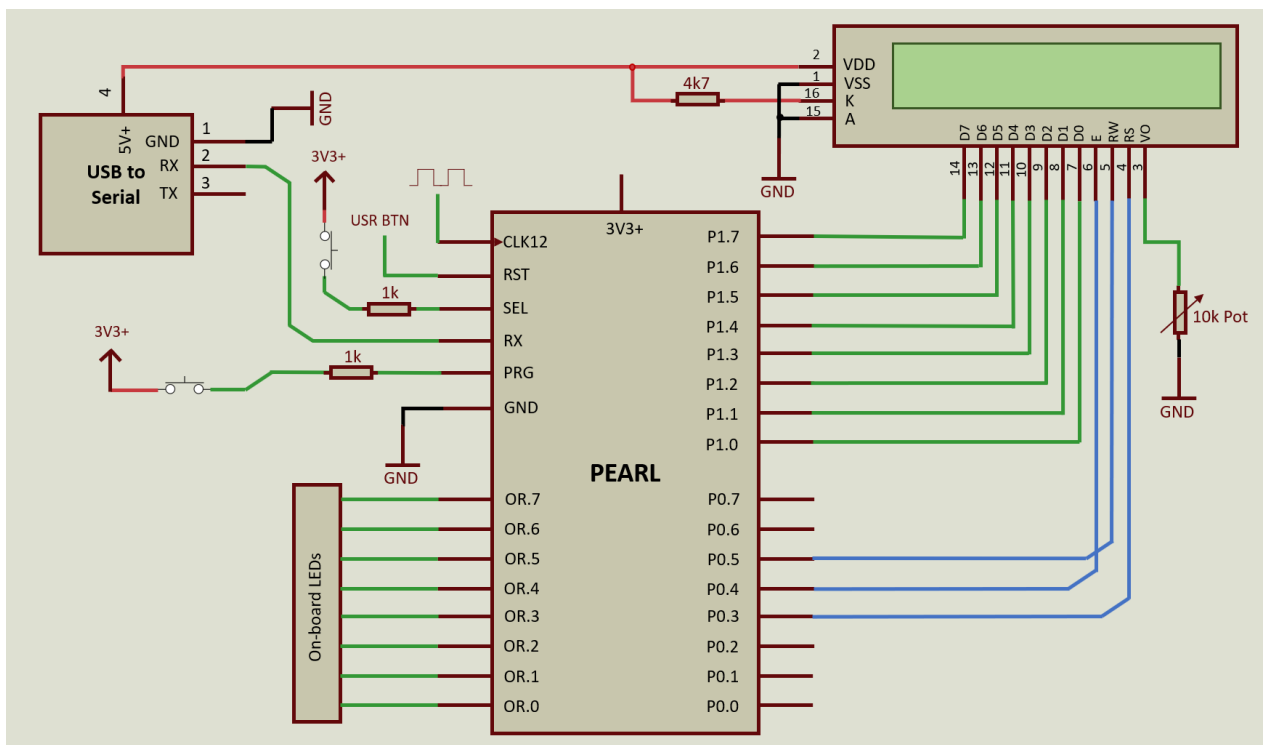 4
5V+
USB to
Serial
GND
RX
TX
1
2
3
GND
3V3+
USR BTN
1k
3V3+
1k
GND
On-board LEDs
3V3+
CLK12
RST
SEL
RX
PRG
GND
PEARL
OR.7
OR.6
OR.5
OR.4
OR.3
OR.2
OR.1
OR.0
P1.7
P1.6
P1.5
P1.4
P1.3
P1.2
P1.1
P1.0
P0.7
P0.6
P0.5
P0.4
P0.3
P0.2
P0.1
P0.0
4k7
2 VDD
1 VSS
16 K
15 A
GND
D7 D6 D5 D4 D3 D2 D1 D0 E RW RS VO
14 13 12 11 10 9 8 7 6 5 4 3
10k Pot
GND